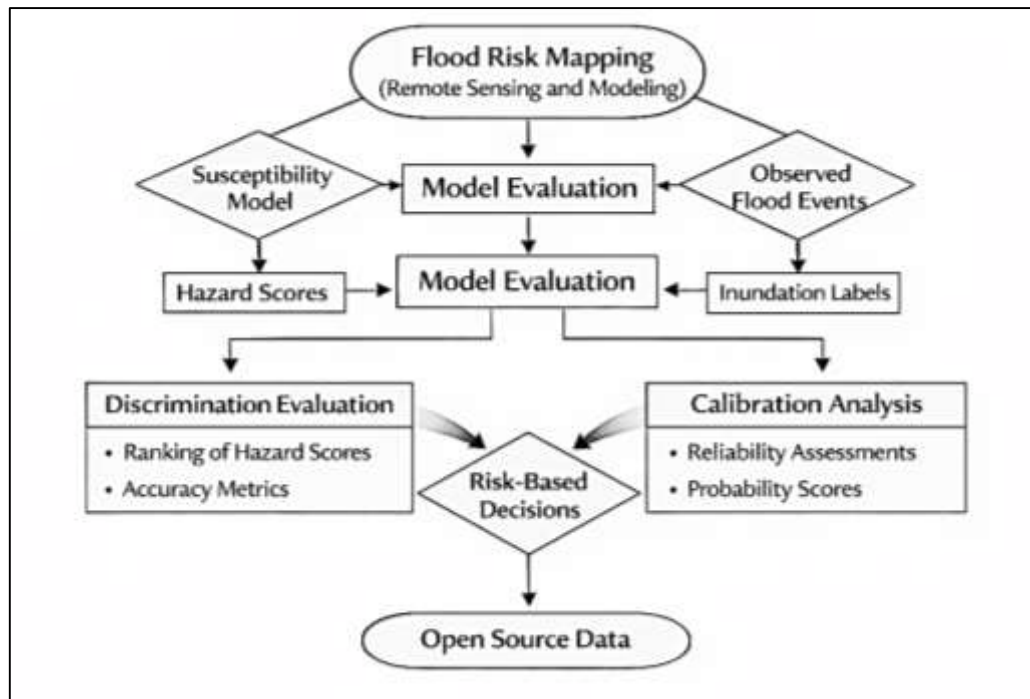 Flood Risk Mapping
(Remote Sensing and Modeling)
Susceptibility
Model
Model Evaluation
Observed
Flood Events
Hazard Scores
Model Evaluation
Inundation Labels
Discrimination Evaluation
• Ranking of Hazard Scores
• Accuracy Metrics
Calibration Analysis
• Reliability Assessments
• Probability Scores
Risk-Based
Decisions
Open Source Data